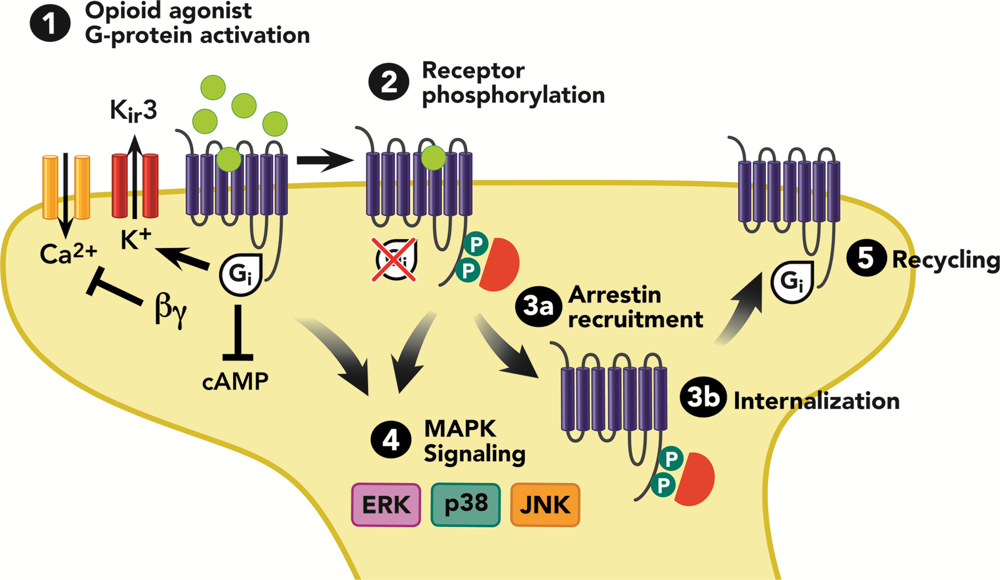 1
Opioid agonist
G-protein activation
2
Receptor
phosphorylation
Kir3
K+
Ca2+
Gi
βγ
cAMP
i
P
P
3a
Arrestin
recruitment
3b
Internalization
P
P
4
MAPK
Signaling
ERK
p38
JNK
5
Recycling
Gi